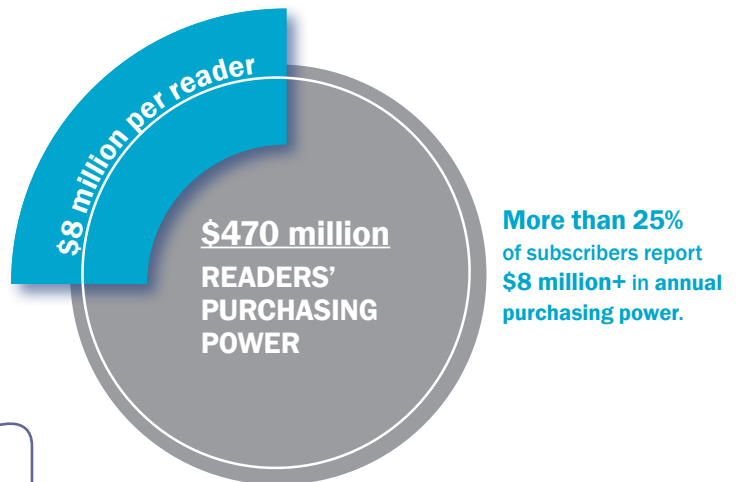 $8 million per reader
$470 million
READERS’
PURCHASING
POWER
More than 25%
of subscribers report
$8 million+ in annual
purchasing power.